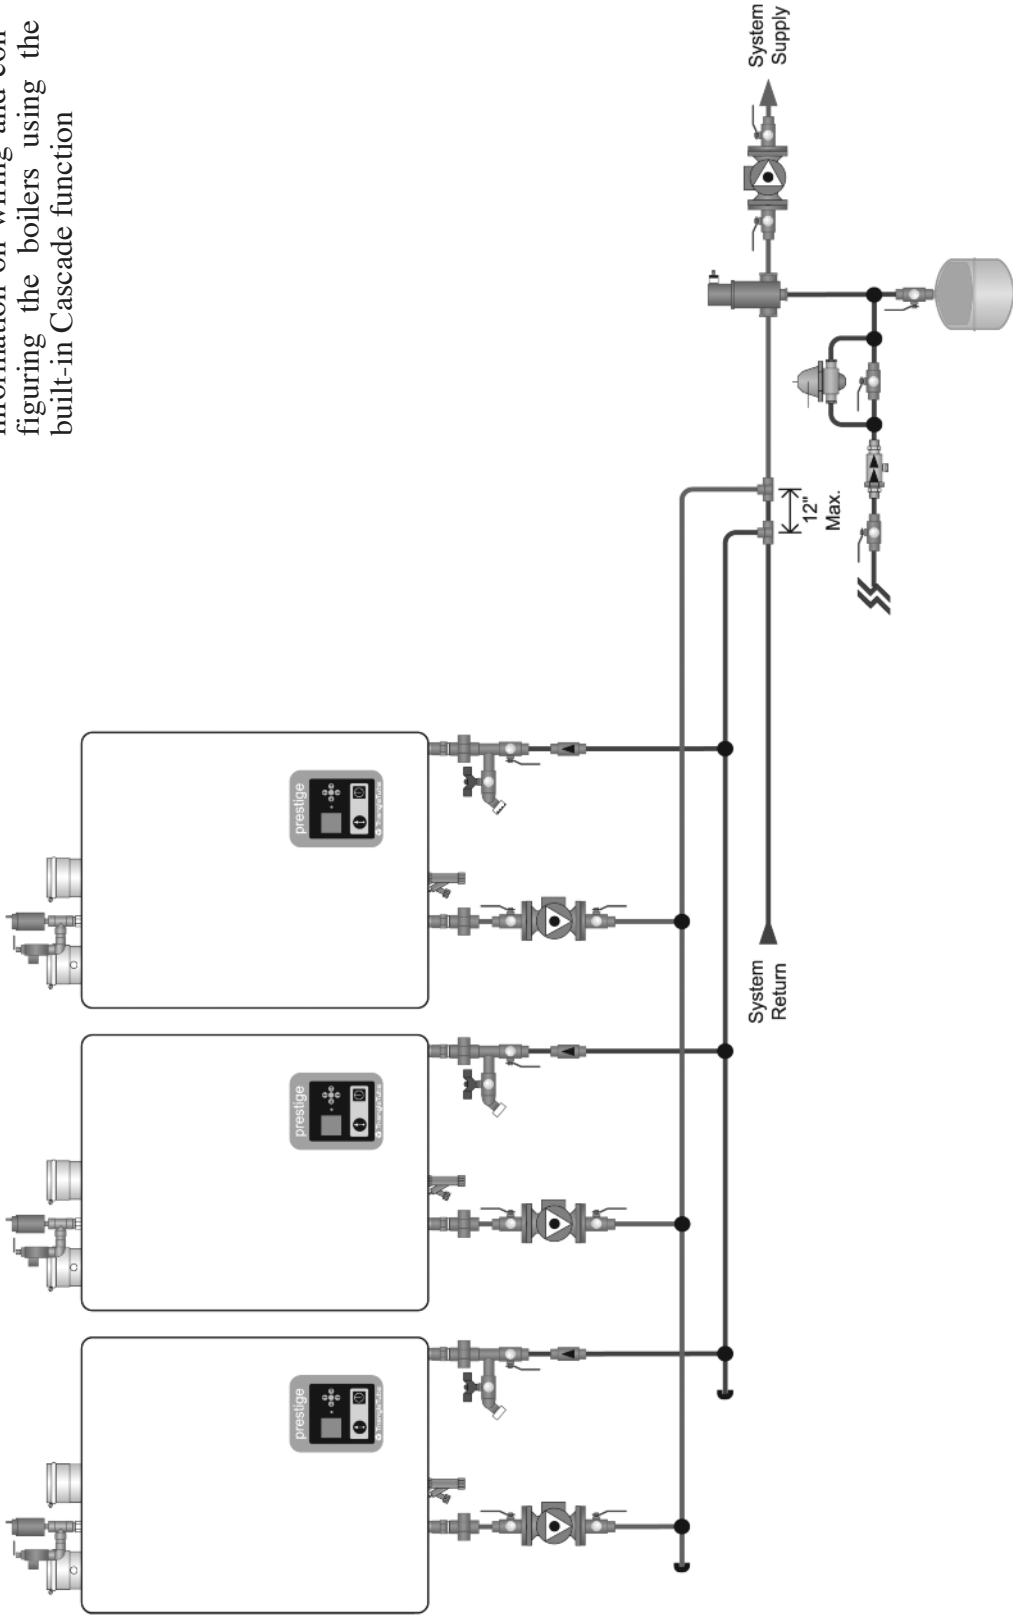 figuring the boilers using the
built-in Cascade function
prestige
prestige
prestige
System
Return
12"
Max.
System
Supply